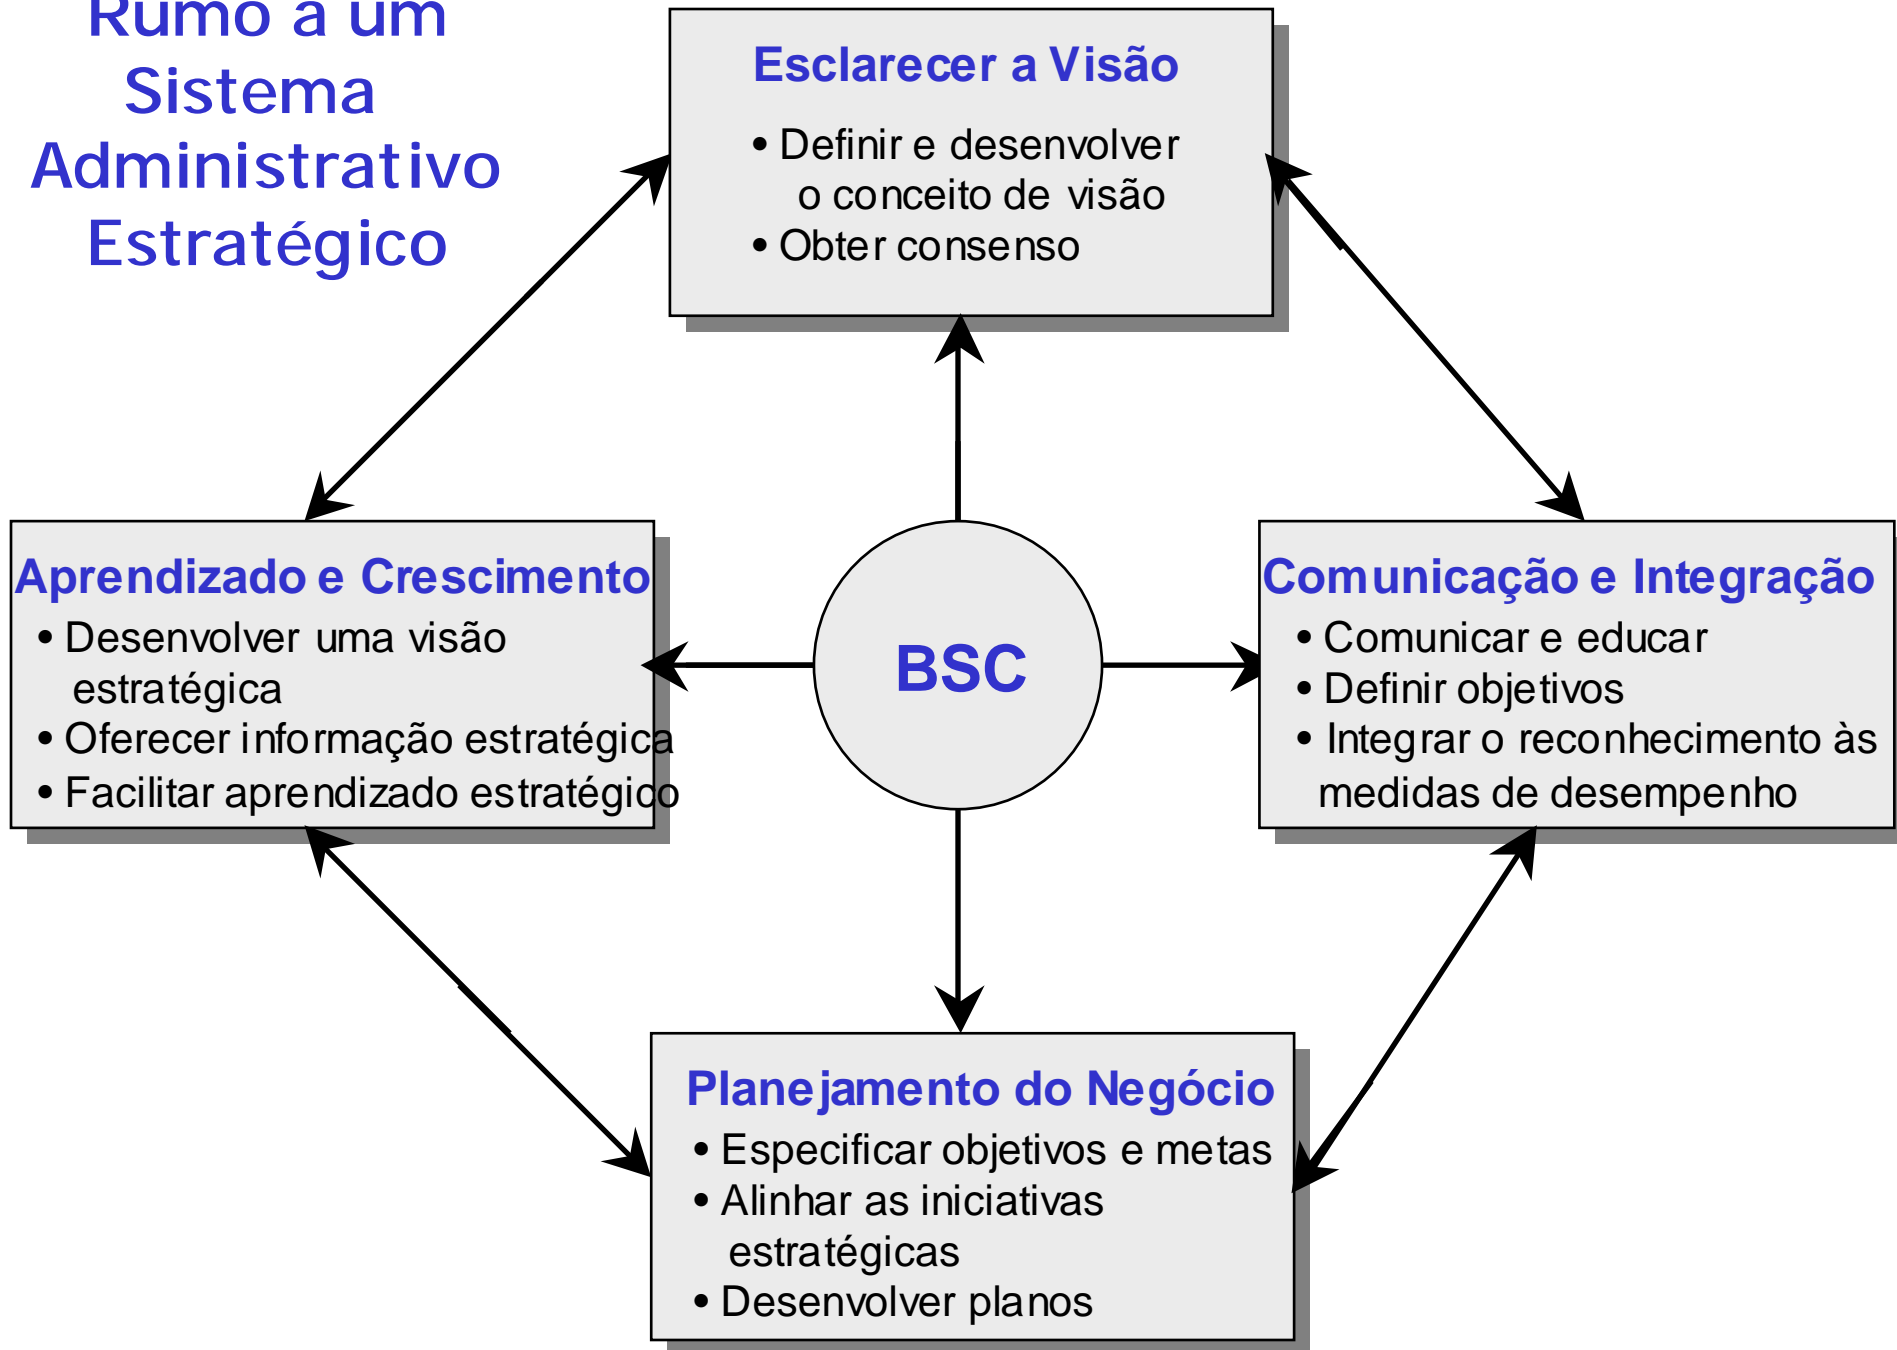 Rumo a um
Sistema
Administrativo
Estratégico
Esclarecer a Visão
• Definir e desenvolver
o conceito de visão
• Obter consenso
Aprendizado e Crescimento
• Desenvolver uma visão
estratégica
• Oferecer informação estratégica
• Facilitar aprendizado estratégico
BSC
Comunicação e Integração
• Comunicar e educar
• Definir objetivos
• Integrar o reconhecimento às
medidas de desempenho
Planejamento do Negócio
• Especificar objetivos e metas
• Alinhar as iniciativas
estratégicas
• Desenvolver planos